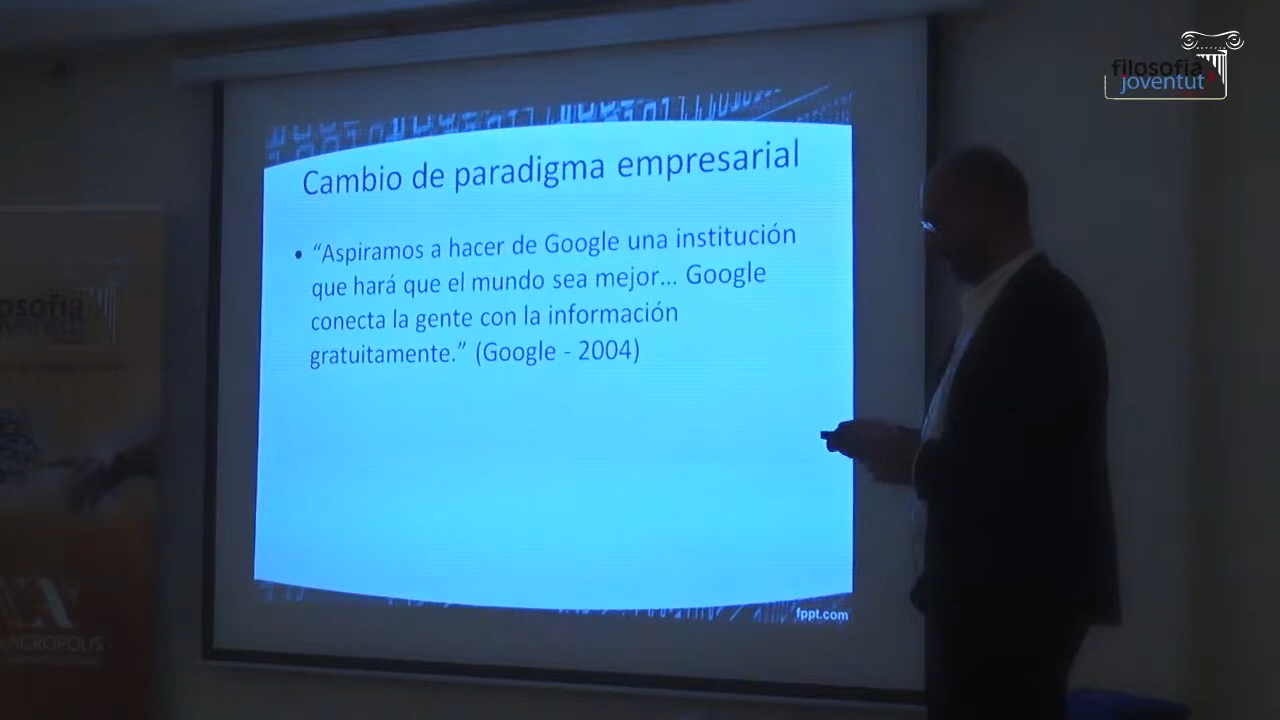 filosofia
joventut
Cambio de paradigma empresarial
• “Aspiramos a hacer de Google una institución
que hará que el mundo sea mejor... Google
conecta la gente con la información
gratuitamente.” (Google - 2004)
fppt.com